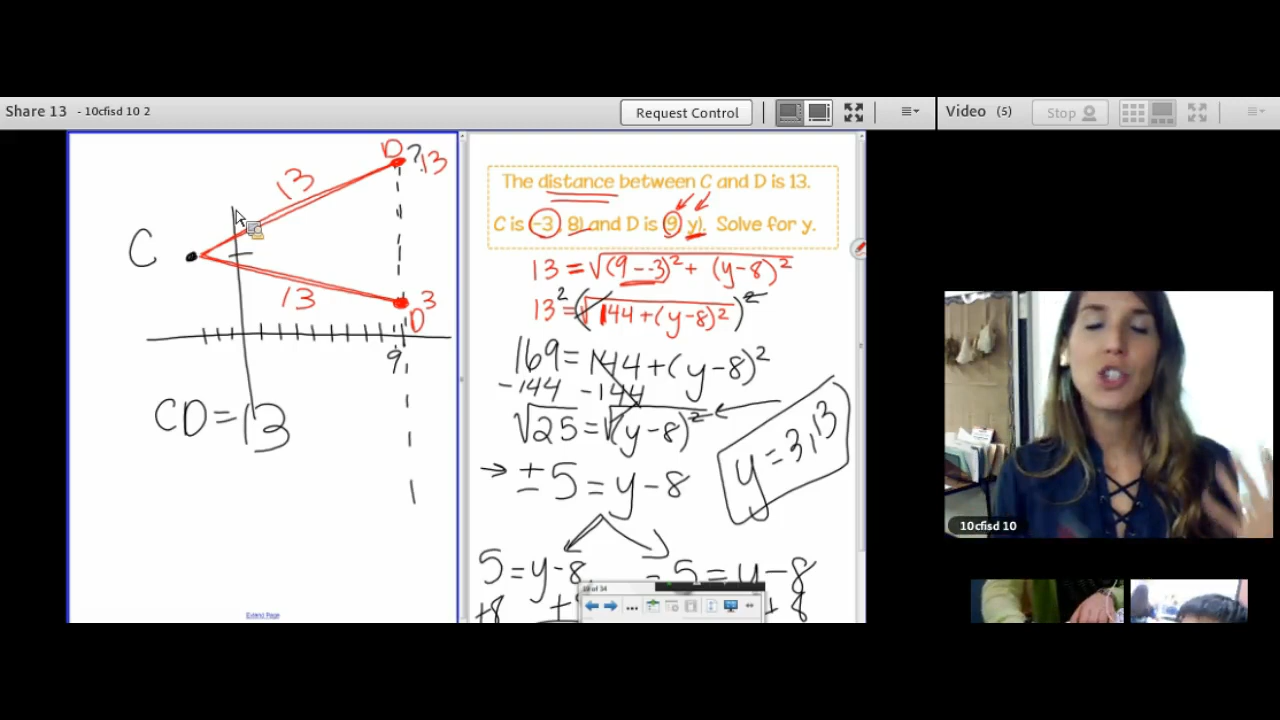 Share 13 - 10cfisd 10 2
Request Control
Video (5)
Stop
D ? 13
13
C
13
3
D
9
CD=13
Extend Page
The distance between C and D is 13.
C is -3, 8) and D is 9, y). Solve for y.
13 = √(9 - -3)² + (y-8)²
13² = (√144 + (y-8)²)²
169 = 144 + (y-8)²
-144 -144
√25 = √(y-8)²
→ ± 5 = y-8
y = 3, 13
5 = y-8 -5 = y-8
+8 +8 +8
of 34
10cfisd 10